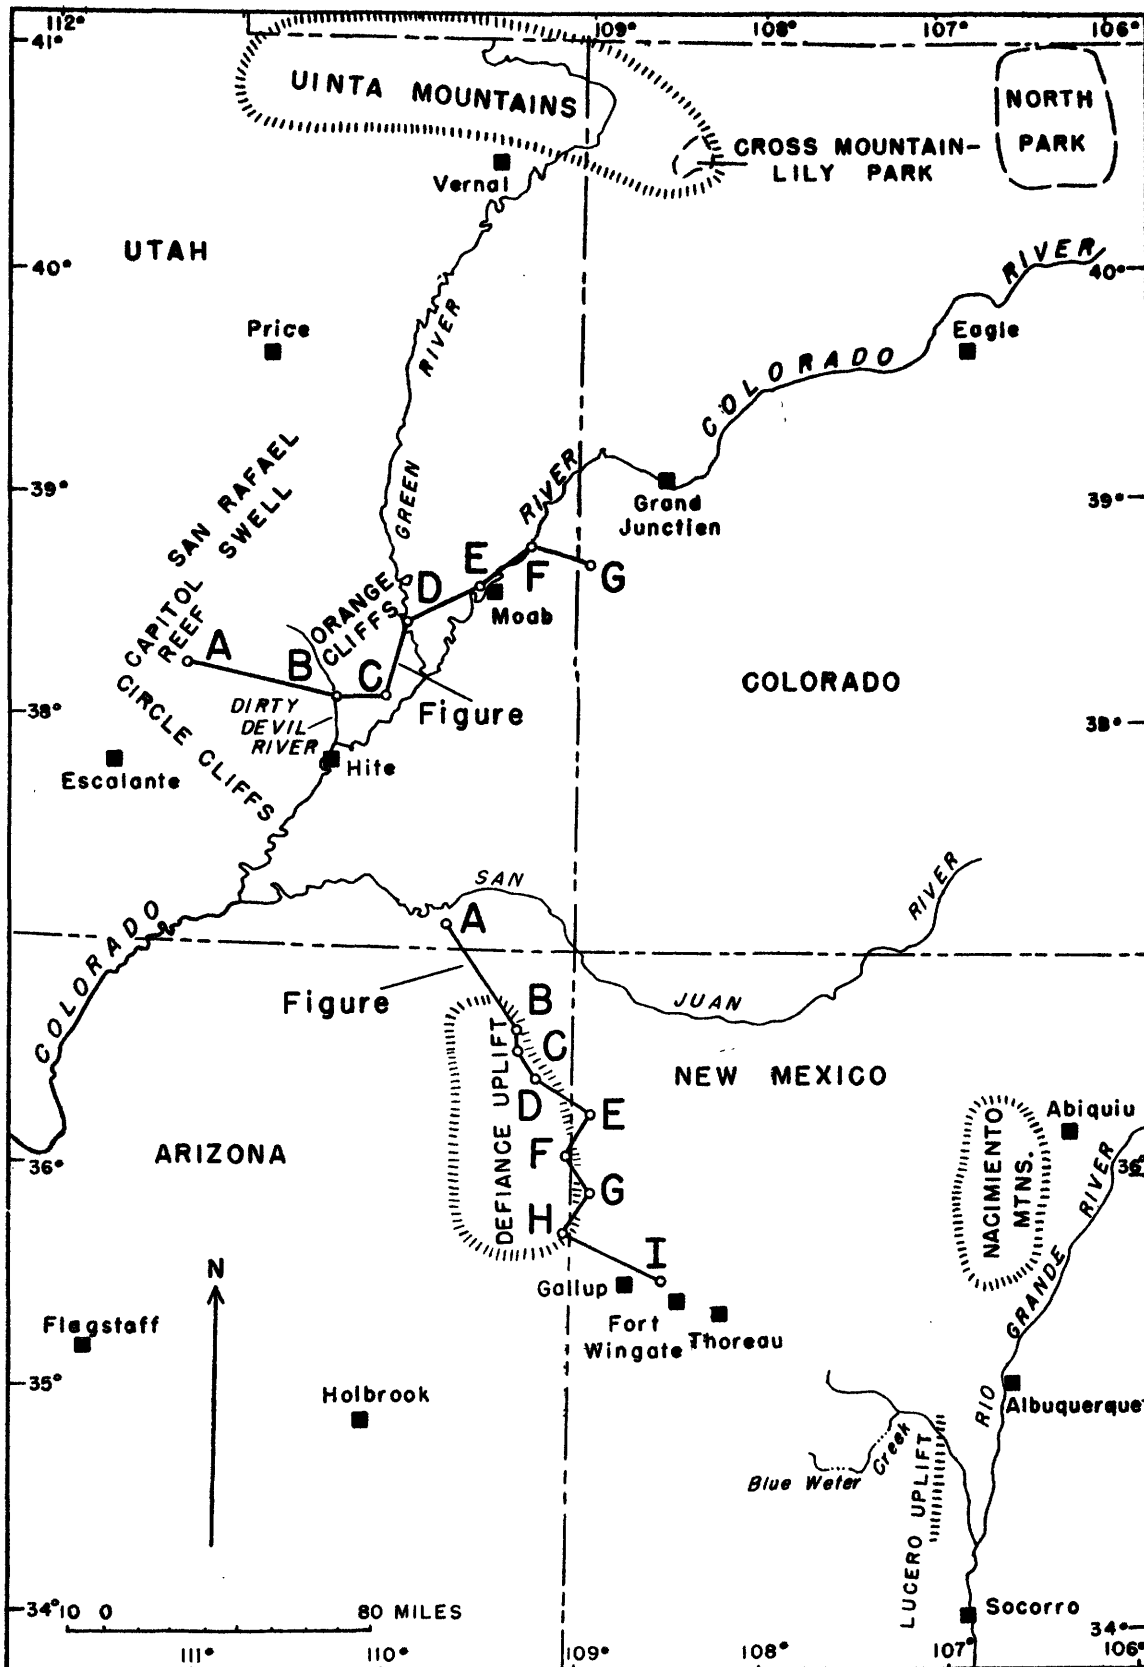 112°
109°
108°
107°
106°
41°
UINTA MOUNTAINS
NORTH
PARK
CROSS MOUNTAIN-
LILY PARK
Vernal
UTAH
40°
RIVER
40°
Price
RIVER
Eagle
COLORADO
SAN RAFAEL
SWELL
39°
GREEN
RIVER
Grand
Junctien
39°
CAPITOL
REEF
ORANGE
CLIFFS
A
B
C
D
E
F
G
Moab
CIRCLE CLIFFS
DIRTY
DEVIL
RIVER
Figure
COLORADO
38°
38°
Escalante
Hite
SAN
RIVER
COLORADO
A
Figure
JUAN
B
C
D
E
F
G
H
I
DEFIANCE UPLIFT
NEW MEXICO
ARIZONA
36°
NACIMIENTO
MTNS.
Abiquiu
36°
RIVER
GRANDE
RIO
N
Gallup
Fort
Wingate
Thoreau
Flagstaff
35°
Holbrook
Albuquerque
Blue Weter
Creek
LUCERO UPLIFT
Socorro
34°
10 0
80 MILES
34°
111°
110°
109°
108°
107°
106°